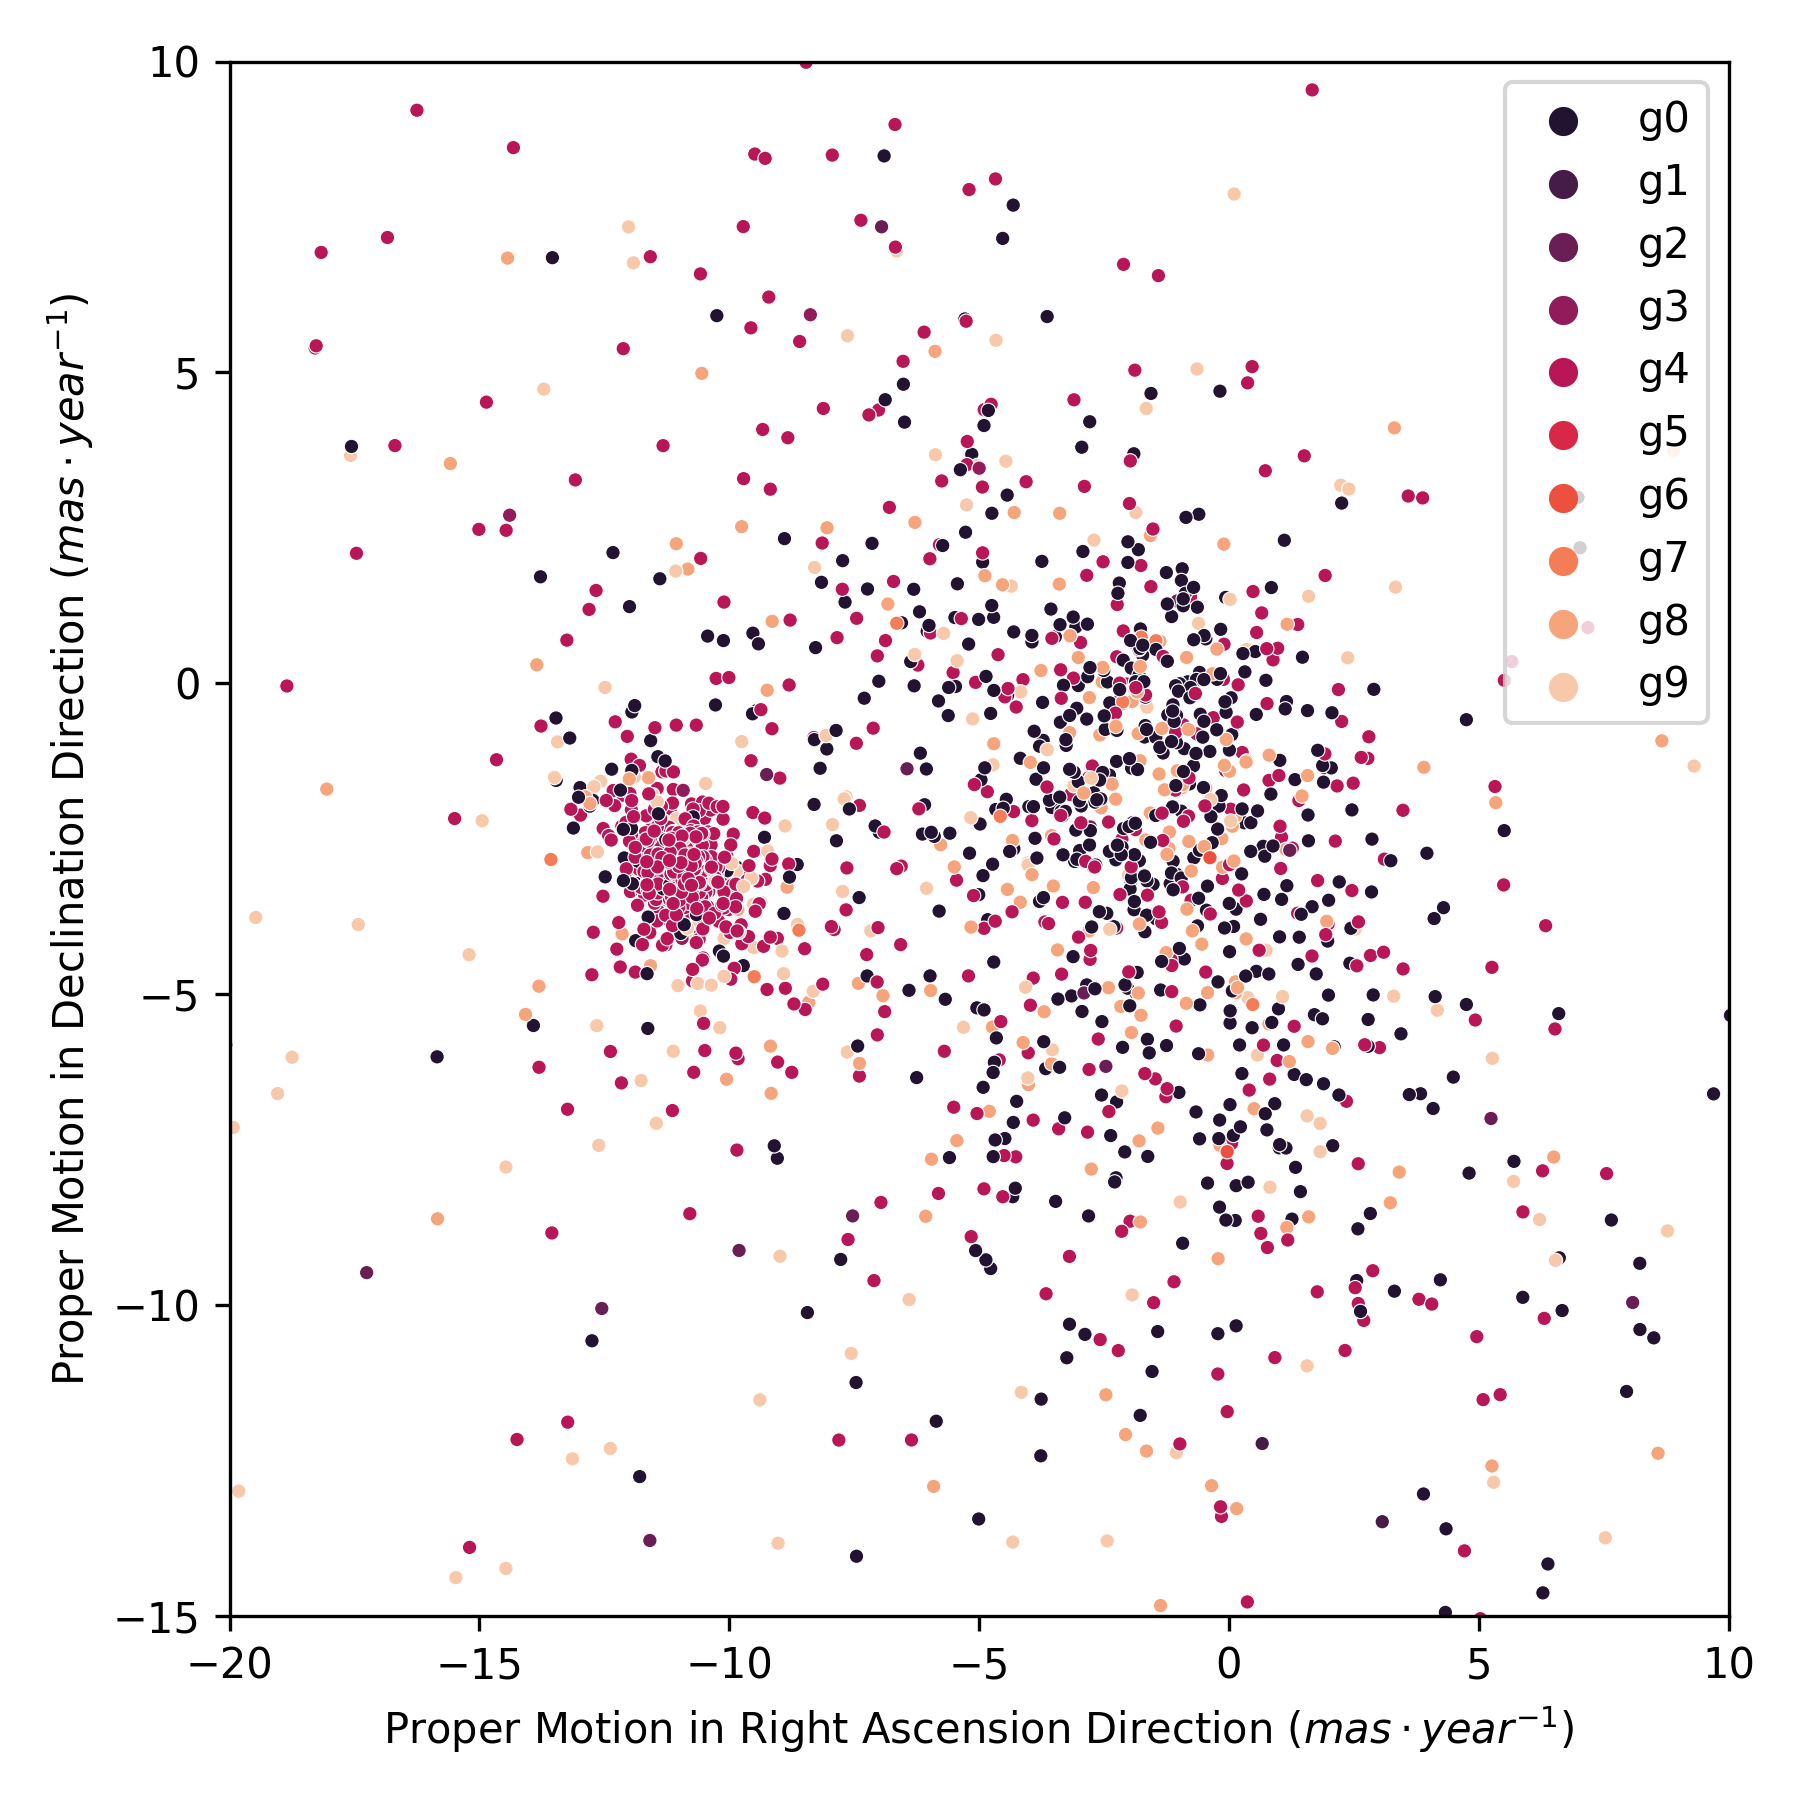 10
5
0
−5
−10
−15
−20
−15
−10
−5
0
5
10
Proper Motion in Declination Direction (mas · year⁻¹)
Proper Motion in Right Ascension Direction (mas · year⁻¹)
g0
g1
g2
g3
g4
g5
g6
g7
g8
g9